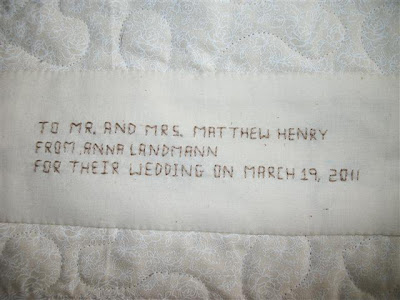 TO MR. AND MRS. MATTHEW HENRY
FROM ANNA LANDMANN
FOR THEIR WEDDING ON MARCH 19, 2011